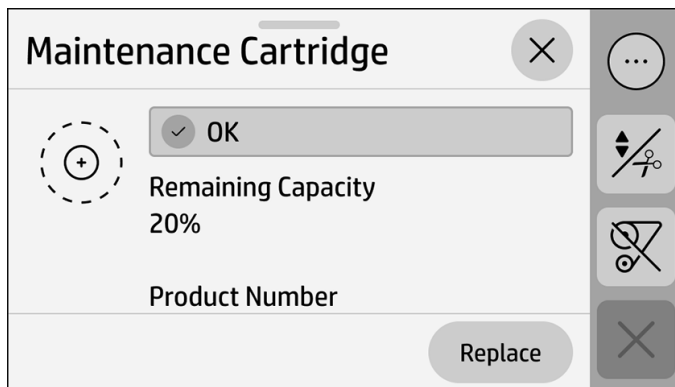 Maintenance Cartridge
OK
Remaining Capacity
20%
Product Number
Replace